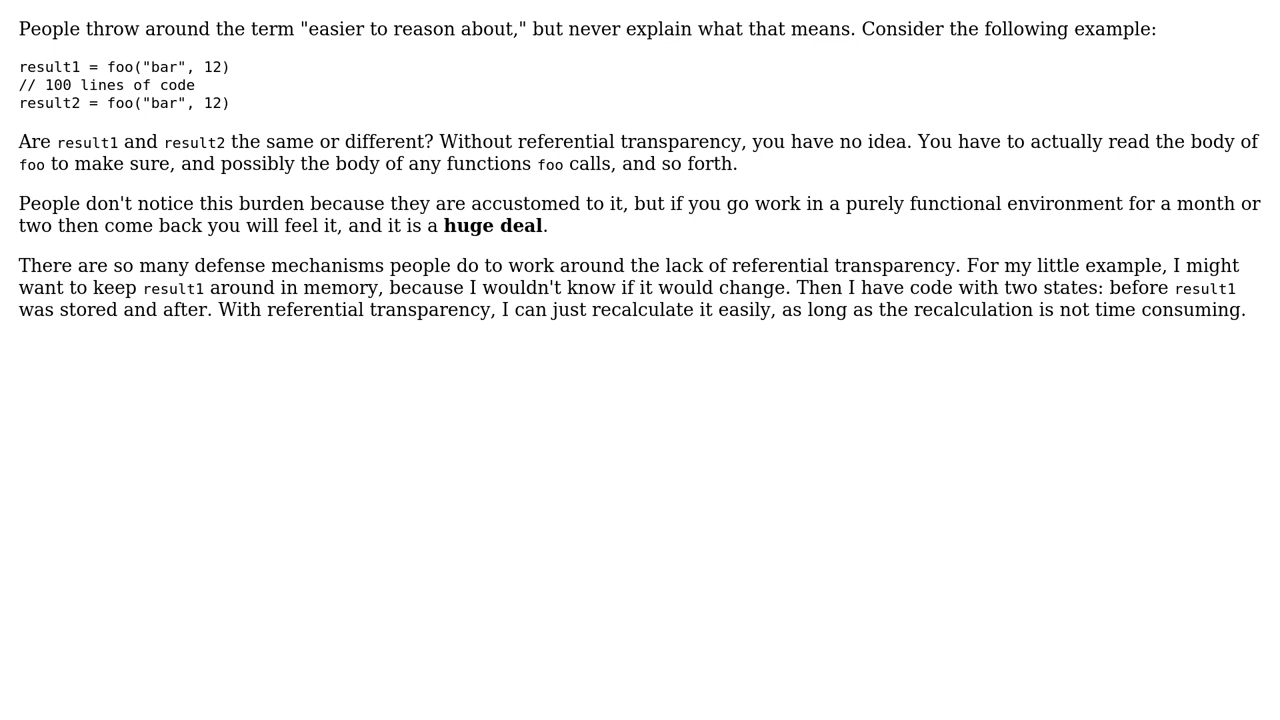 People throw around the term "easier to reason about," but never explain what that means. Consider the following example:
result1 = foo("bar", 12)
// 100 lines of code
result2 = foo("bar", 12)
Are result1 and result2 the same or different? Without referential transparency, you have no idea. You have to actually read the body of
foo to make sure, and possibly the body of any functions foo calls, and so forth.
People don't notice this burden because they are accustomed to it, but if you go work in a purely functional environment for a month or
two then come back you will feel it, and it is a huge deal.
There are so many defense mechanisms people do to work around the lack of referential transparency. For my little example, I might
want to keep result1 around in memory, because I wouldn't know if it would change. Then I have code with two states: before result1
was stored and after. With referential transparency, I can just recalculate it easily, as long as the recalculation is not time consuming.